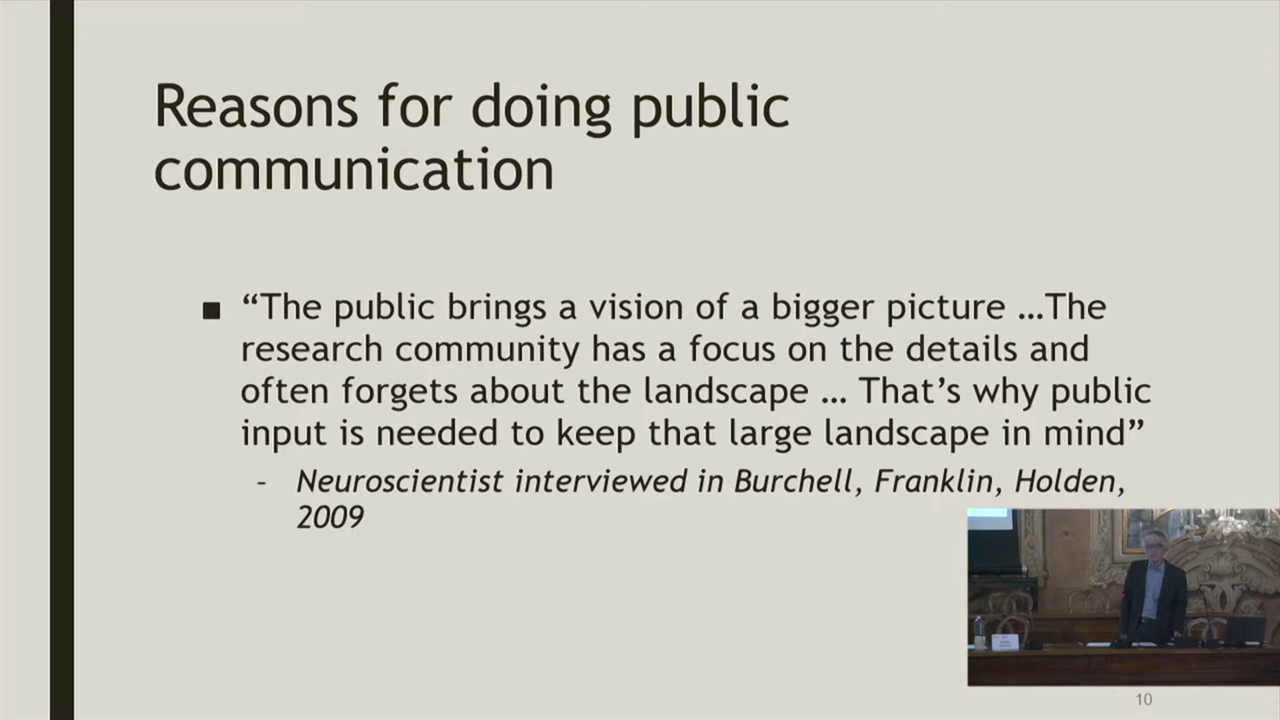 Reasons for doing public
communication
■ “The public brings a vision of a bigger picture …The
research community has a focus on the details and
often forgets about the landscape … That’s why public
input is needed to keep that large landscape in mind”
- Neuroscientist interviewed in Burchell, Franklin, Holden,
2009
10